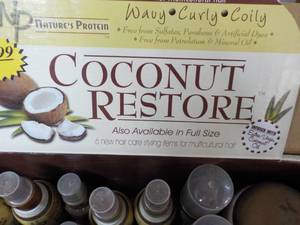 NP
NATURE'S PROTEIN
Wavy • Curly • Coily
• Free from Sulfates, Parabens & Artificial Dyes
• Free from Petrolatum & Mineral Oil
99
COCONUT
RESTORE™
Also Available in Full Size
6 new hair care styling items for multicultural hair